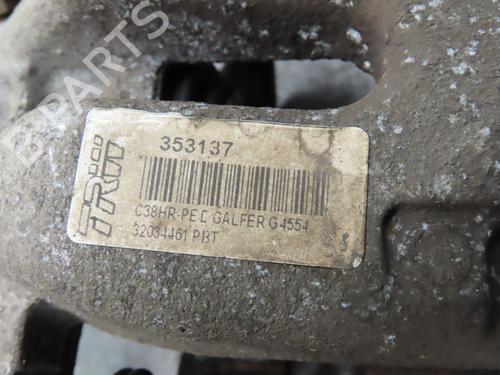 B-PARTS
TRW
353137
C38HR-PE D GALFER G4554
32034461 PBT